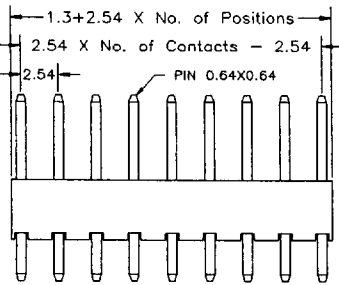 1.3+2.54 X No. of Positions
2.54 X No. of Contacts - 2.54
2.54
PIN 0.64X0.64